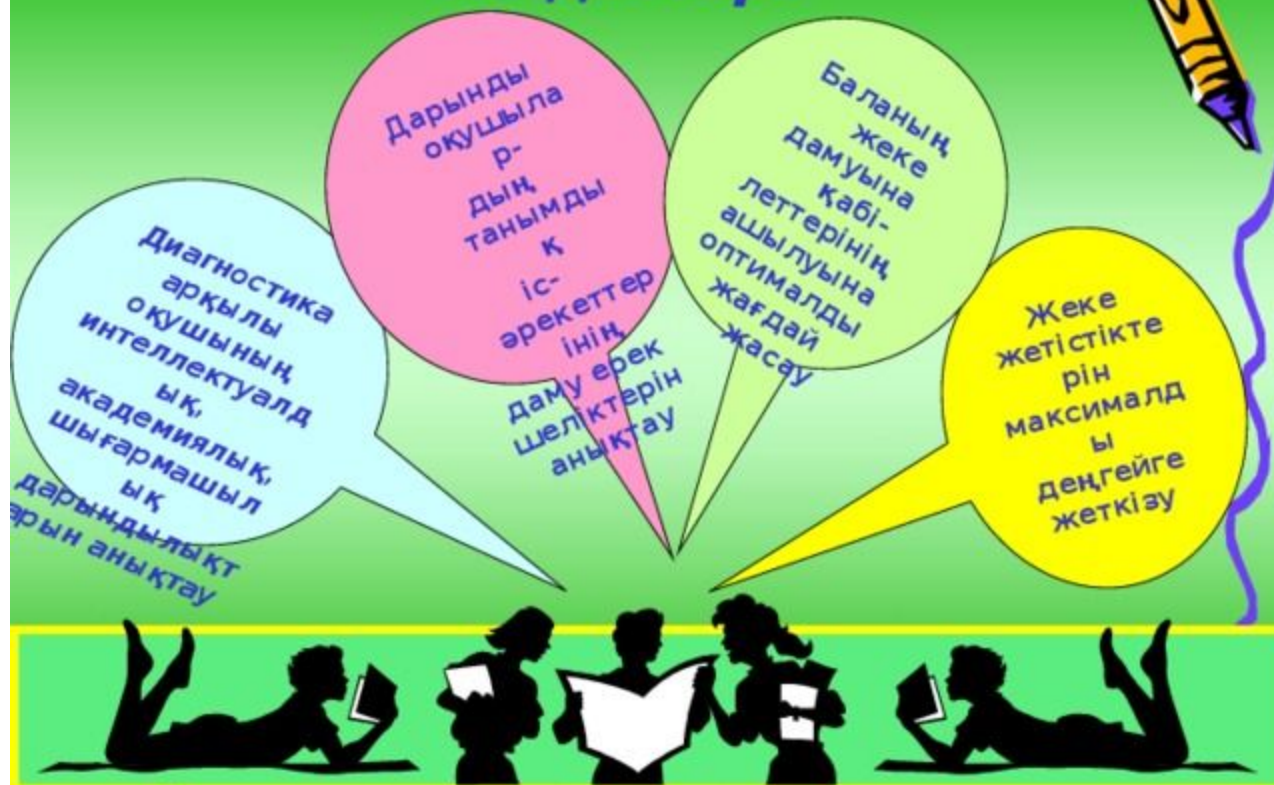 Диагностика
арқылы
оқушының
интеллектуалд
ық,
академиялық,
шығармашыл
ық
дарындылықт
арын анықтау
Дарынды
оқушыла
р-
дың
танымды
қ
іс-
әрекеттер
інің
даму ерек
шеліктерін
анықтау
Баланың
жеке
дамуына
қабі-
леттерінің
ашылуына
оптималды
жағдай
жасау
Жеке
жетістікте
рін
максималд
ы
деңгейге
жеткізу